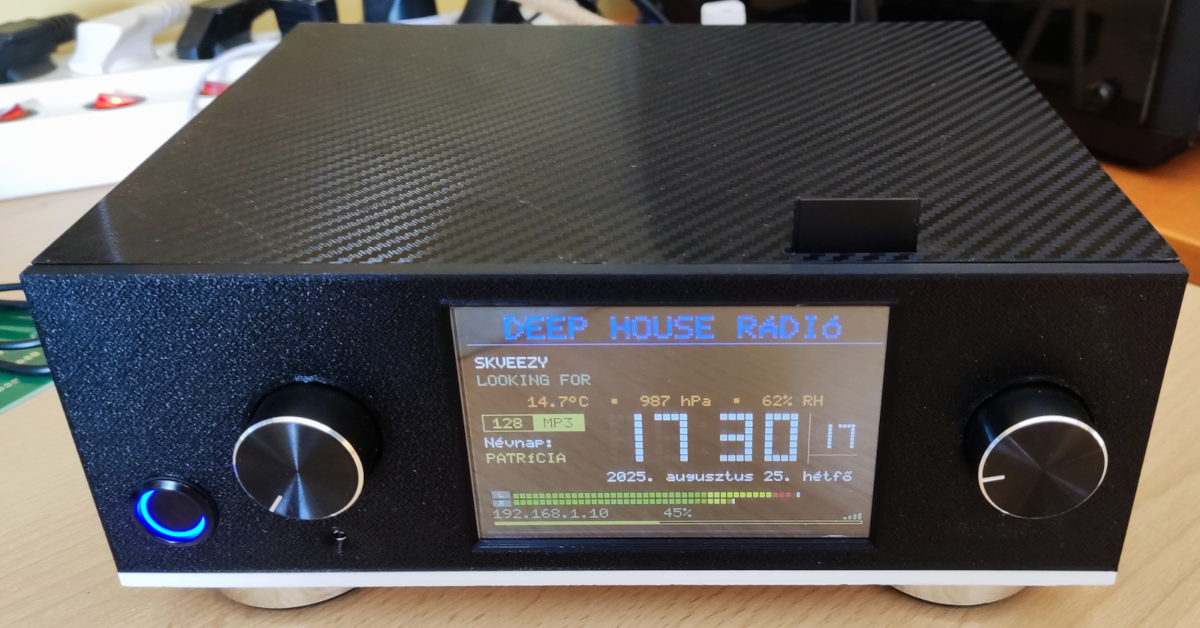 DEEP HOUSE RÁDIó
SKVEEZY
LOOKING FOR
14.7°C • 987 hPa • 62% RH
128 MP3
17 30 17
Névnap:
PATRíCIA
2025. augusztus 25. hétfő
L
R
192.168.1.10 45%